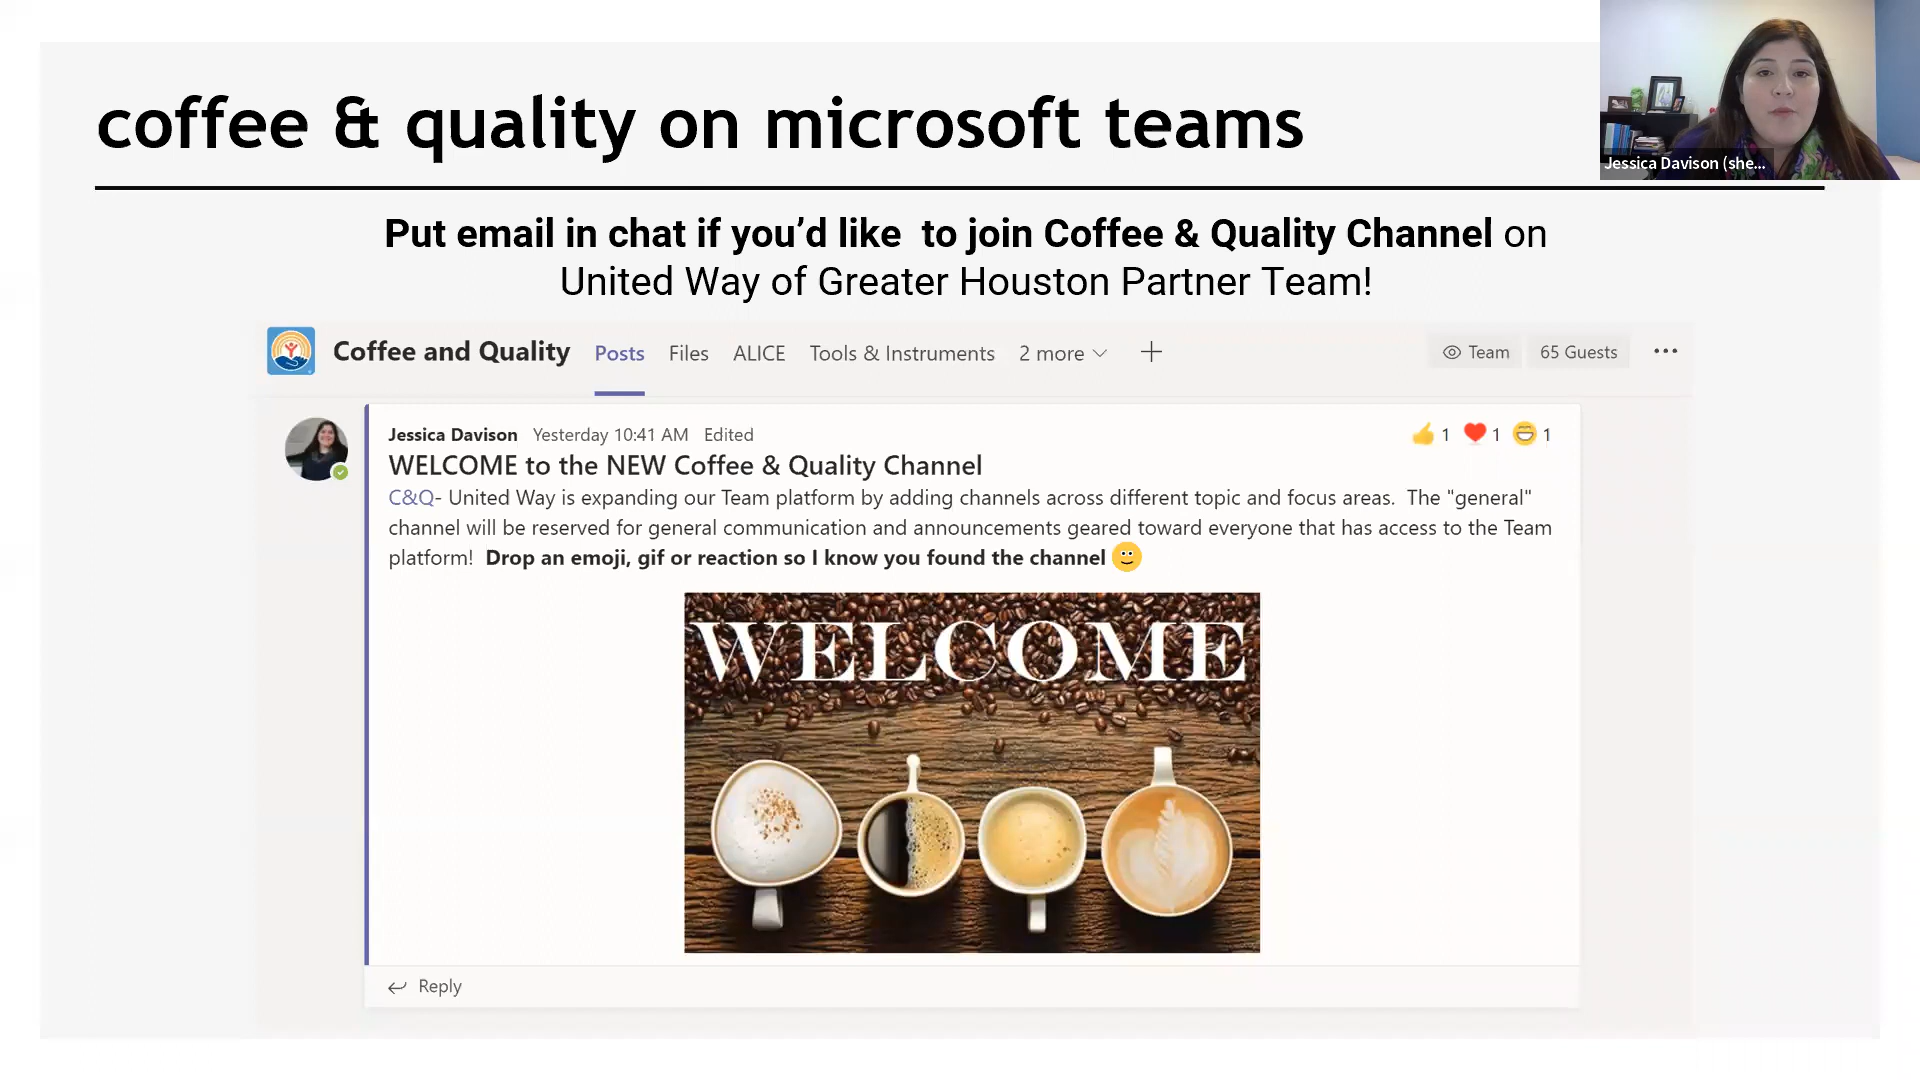 coffee & quality on microsoft teams
Jessica Davison (she...
Put email in chat if you’d like  to join Coffee & Quality Channel on
United Way of Greater Houston Partner Team!
Coffee and Quality Posts Files ALICE Tools & Instruments 2 more Team 65 Guests
Jessica Davison Yesterday 10:41 AM Edited 1 1 1
WELCOME to the NEW Coffee & Quality Channel
C&Q- United Way is expanding our Team platform by adding channels across different topic and focus areas.  The "general"
channel will be reserved for general communication and announcements geared toward everyone that has access to the Team
platform!  Drop an emoji, gif or reaction so I know you found the channel
WELCOME
Reply